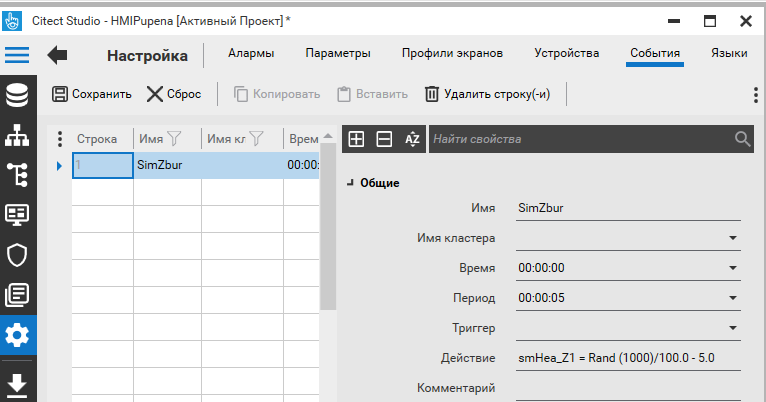 Citect Studio - HMIPupena [Активный Проект] *
Настройка Алармы Параметры Профили экранов Устройства События Языки
Сохранить Сброс Копировать Вставить Удалить строку(-и)
Строка Имя Имя кл Врем
1 SimZbur 00:00:
AZ Найти свойства
Общие
Имя SimZbur
Имя кластера
Время 00:00:00
Период 00:00:05
Триггер
Действие smHea_Z1 = Rand (1000)/100.0 - 5.0
Комментарий